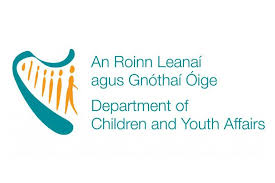 An Roinn Leanaí
agus Gnóthaí Óige
Department of
Children and Youth Affairs